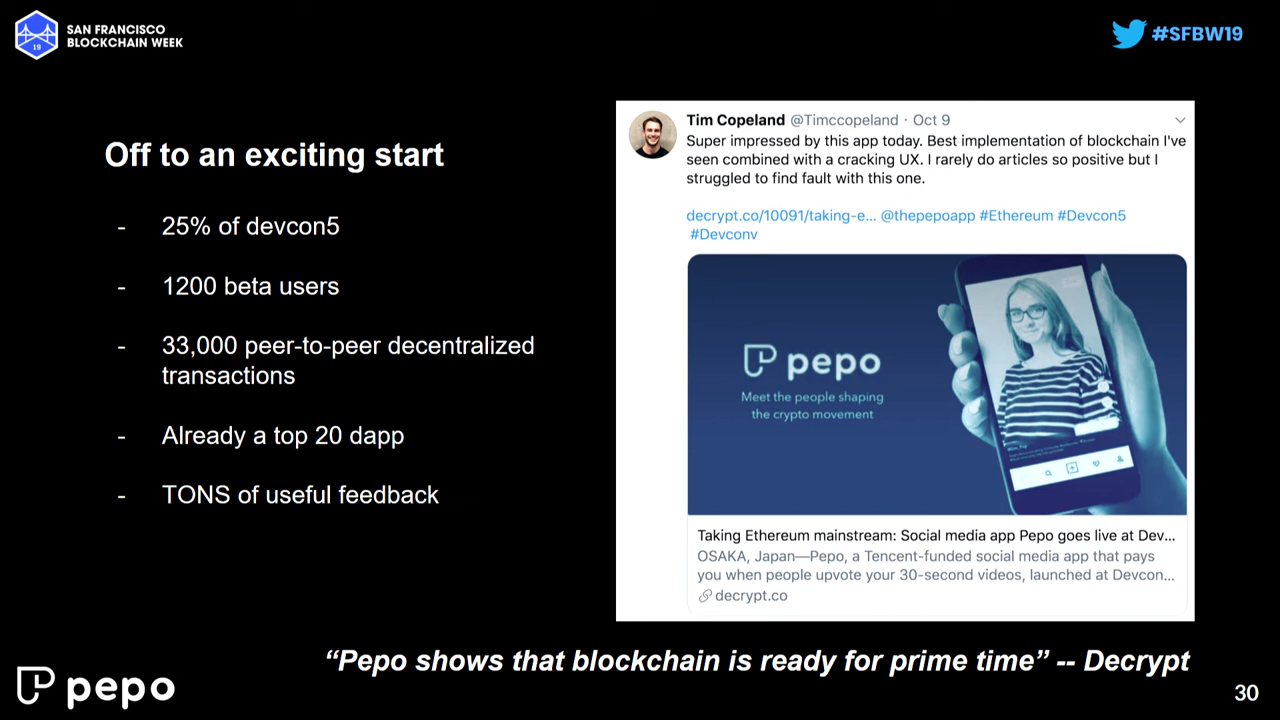 SAN FRANCISCO
BLOCKCHAIN WEEK
19
#SFBW19
Off to an exciting start
- 25% of devcon5
- 1200 beta users
- 33,000 peer-to-peer decentralized
transactions
- Already a top 20 dapp
- TONS of useful feedback
Tim Copeland @Timccopeland · Oct 9
Super impressed by this app today. Best implementation of blockchain I've
seen combined with a cracking UX. I rarely do articles so positive but I
struggled to find fault with this one.
decrypt.co/10091/taking-e... @thepepoapp #Ethereum #Devcon5
#Devconv
pepo
Meet the people shaping
the crypto movement
Taking Ethereum mainstream: Social media app Pepo goes live at Dev...
OSAKA, Japan—Pepo, a Tencent-funded social media app that pays
you when people upvote your 30-second videos, launched at Devcon...
decrypt.co
“Pepo shows that blockchain is ready for prime time” -- Decrypt
pepo
30